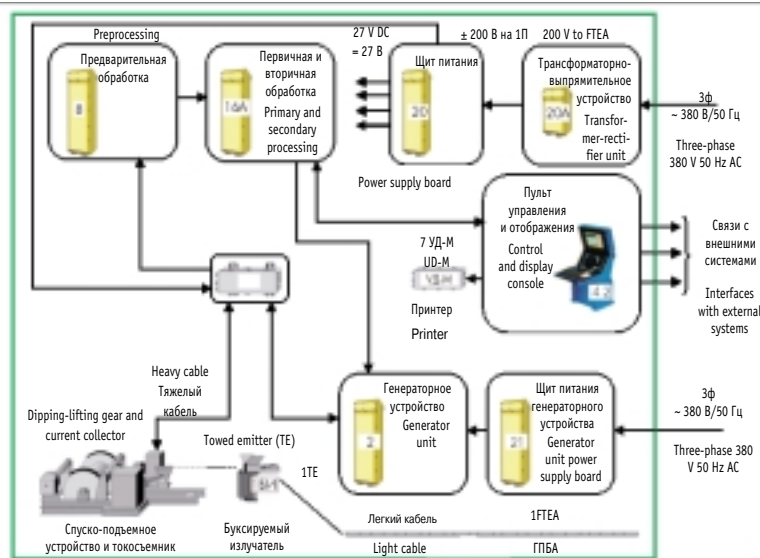 Preprocessing
Предварительная
обработка
8
Первичная и
вторичная
обработка
16А
Primary and
secondary
processing
27 V DC
= 27 В
Щит питания
20
Power supply board
± 200 В на 1П
200 V to FTEA
Трансформаторно-
выпрямительное
устройство
20А
Transfor-
mer-recti-
fier unit
3ф
~ 380 В/50 Гц
Three-phase
380 V 50 Hz AC
Пульт
управления
и отображения
Control
and display
console
4.2
7 УД-М
UD-M
УД-М
Принтер
Printer
Связи с
внешними
системами
Interfaces
with external
systems
Heavy cable
Тяжелый
кабель
Dipping-lifting gear and
current collector
Спуско-подъемное
устройство и токосъемник
Towed emitter (TE)
1TE
Буксируемый
излучатель
Генераторное
устройство
2
Generator
unit
Щит питания
генераторного
устройства
21
Generator
unit power
supply board
3ф
~ 380 В/50 Гц
Three-phase 380
V 50 Hz AC
Легкий кабель
Light cable
1FTEA
ГПБА